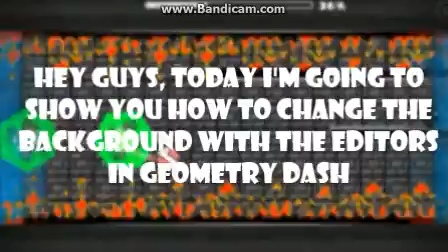 www.Bandicam.com
36%
HEY GUYS, TODAY I'M GOING TO
SHOW YOU HOW TO CHANGE THE
BACKGROUND WITH THE EDITORS
IN GEOMETRY DASH